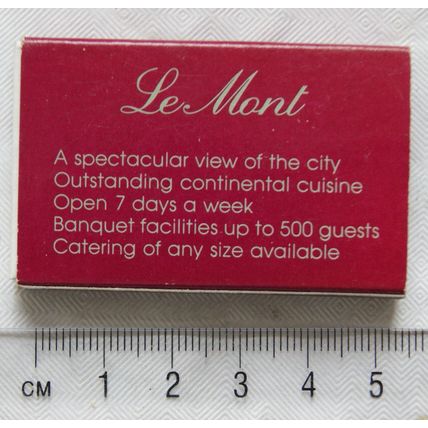 Le Mont
A spectacular view of the city
Outstanding continental cuisine
Open 7 days a week
Banquet facilities up to 500 guests
Catering of any size available
CM 1 2 3 4 5